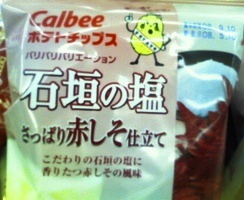 Calbee
ポテトチップス
パリパリバリエーション
石垣の塩
さっぱり赤しそ仕立て
こだわりの石垣の塩に
香りたつ赤しその風味